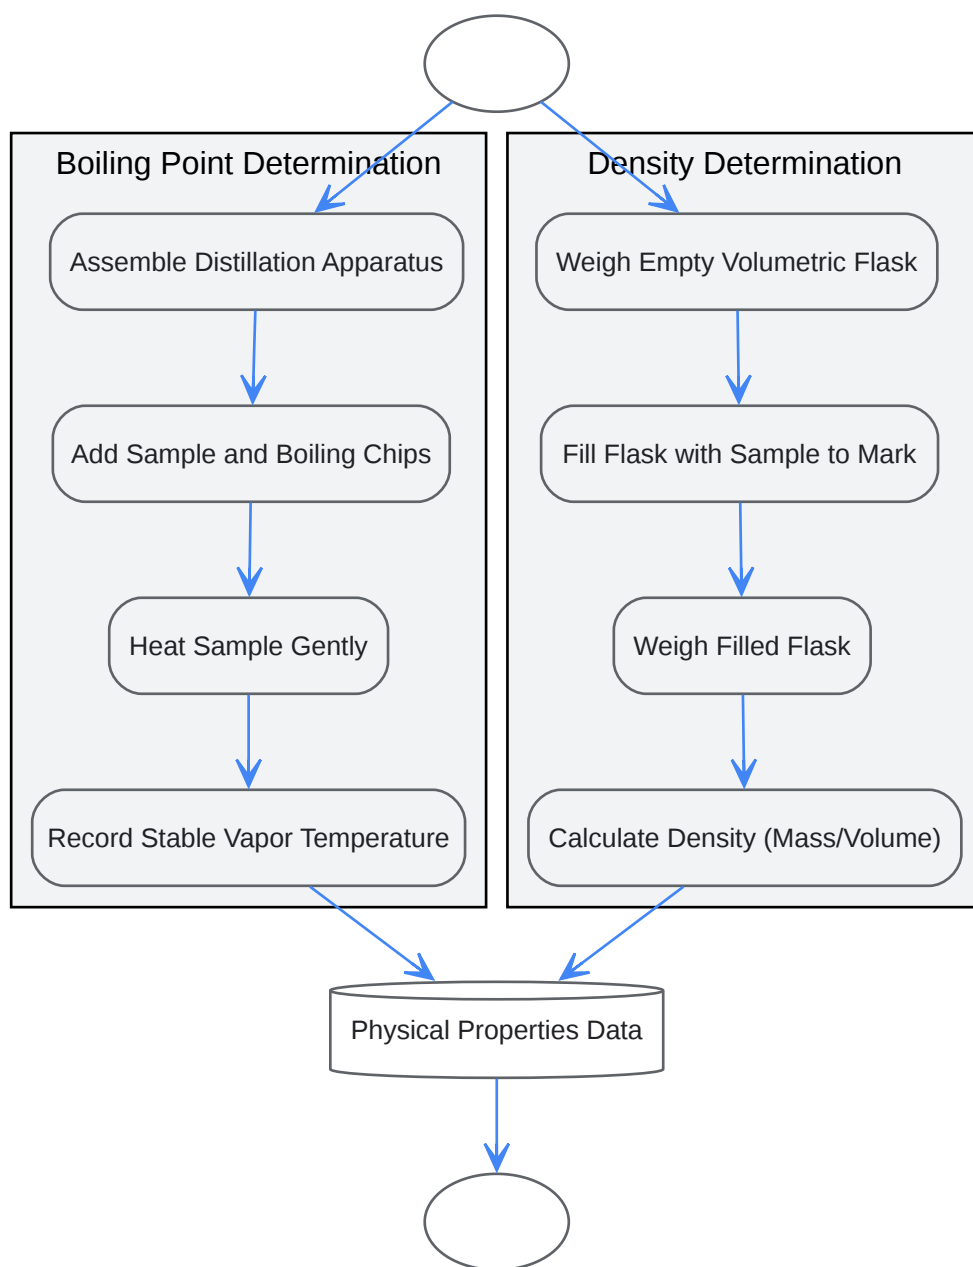 Boiling Point Determination
Assemble Distillation Apparatus
Add Sample and Boiling Chips
Heat Sample Gently
Record Stable Vapor Temperature
Density Determination
Weigh Empty Volumetric Flask
Fill Flask with Sample to Mark
Weigh Filled Flask
Calculate Density (Mass/Volume)
Physical Properties Data